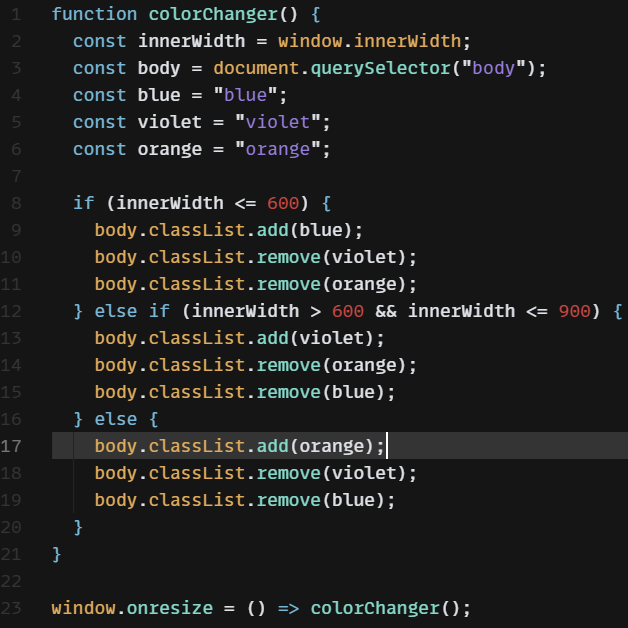 1 function colorChanger() {
2   const innerWidth = window.innerWidth;
3   const body = document.querySelector("body");
4   const blue = "blue";
5   const violet = "violet";
6   const orange = "orange";
7
8   if (innerWidth <= 600) {
9     body.classList.add(blue);
10     body.classList.remove(violet);
11     body.classList.remove(orange);
12   } else if (innerWidth > 600 && innerWidth <= 900) {
13     body.classList.add(violet);
14     body.classList.remove(orange);
15     body.classList.remove(blue);
16   } else {
17     body.classList.add(orange);
18     body.classList.remove(violet);
19     body.classList.remove(blue);
20   }
21 }
22
23 window.onresize = () => colorChanger();